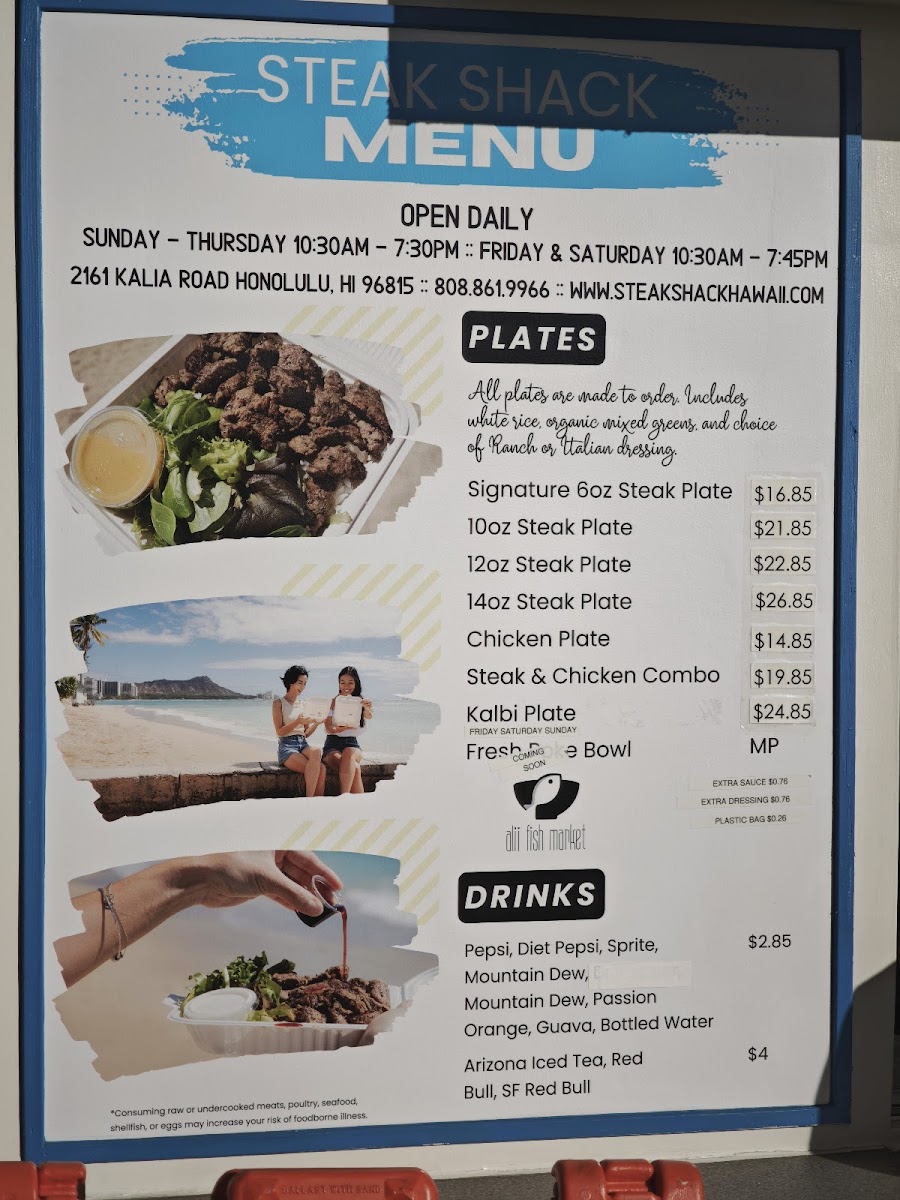 STEAK SHACK
MENU
OPEN DAILY
SUNDAY – THURSDAY 10:30AM – 7:30PM :: FRIDAY & SATURDAY 10:30AM – 7:45PM
2161 KALIA ROAD HONOLULU, HI 96815 :: 808.861.9966 :: WWW.STEAKSHACKHAWAII.COM
PLATES
All plates are made to order. Includes
white rice, organic mixed greens, and choice
of Ranch or Italian dressing.
Signature 6oz Steak Plate $16.85
10oz Steak Plate $21.85
12oz Steak Plate $22.85
14oz Steak Plate $26.85
Chicken Plate $14.85
Steak & Chicken Combo $19.85
Kalbi Plate $24.85
FRIDAY SATURDAY SUNDAY
Fresh Poke Bowl MP
COMING
SOON
alii fish market
EXTRA SAUCE $0.76
EXTRA DRESSING $0.76
PLASTIC BAG $0.26
DRINKS
Pepsi, Diet Pepsi, Sprite, $2.85
Mountain Dew,
Mountain Dew, Passion
Orange, Guava, Bottled Water
Arizona Iced Tea, Red $4
Bull, SF Red Bull
*Consuming raw or undercooked meats, poultry, seafood,
shellfish, or eggs may increase your risk of foodborne illness.
BALLAST WITH SAND